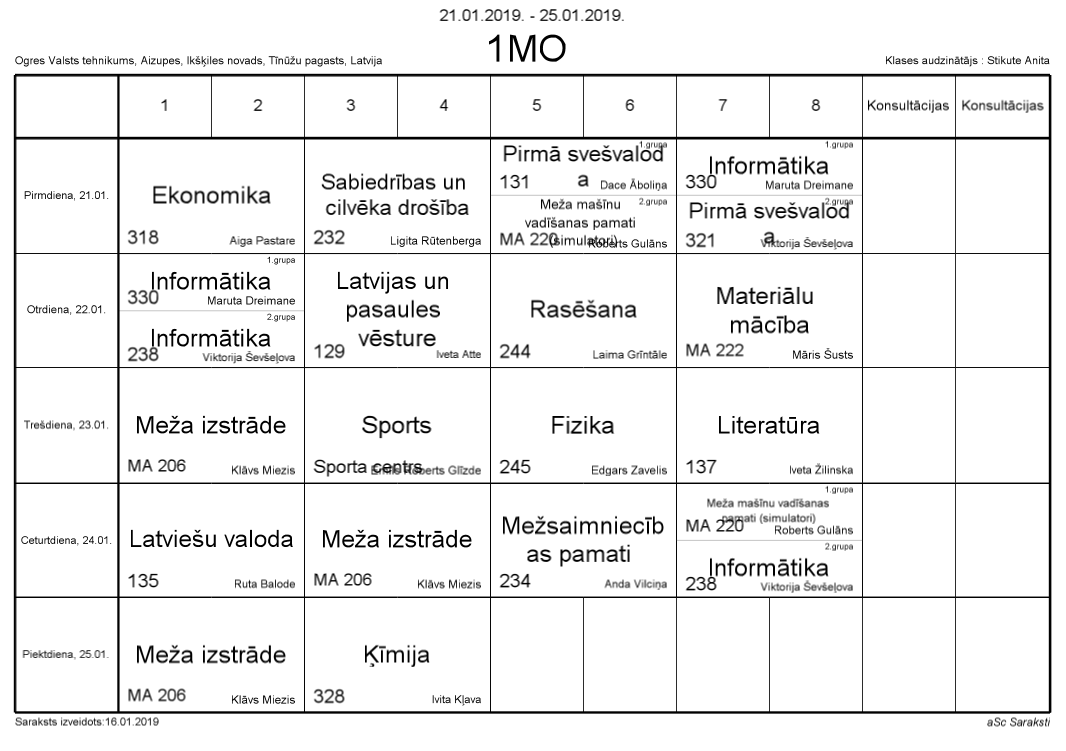 21.01.2019. - 25.01.2019.
1MO
Ogres Valsts tehnikums, Aizupes, Ikšķiles novads, Tīnūžu pagasts, Latvija
Klases audzinātājs : Stikute Anita
1 2 3 4 5 6 7 8 Konsultācijas Konsultācijas
Pirmdiena, 21.01.
Ekonomika
318 Aiga Pastare
Sabiedrības un
cilvēka drošība
232 Ligita Rūtenberga
1.grupa
Pirmā svešvalod
a
131 Dace Āboliņa
2.grupa
Meža mašīnu
vadīšanas pamati
(simulatori)
MA 220 Roberts Gulāns
1.grupa
Informātika
330 Maruta Dreimane
2.grupa
Pirmā svešvalod
a
321 Viktorija Ševšeļova
Otrdiena, 22.01.
1.grupa
Informātika
330 Maruta Dreimane
2.grupa
Informātika
238 Viktorija Ševšeļova
Latvijas un
pasaules
vēsture
129 Iveta Atte
Rasēšana
244 Laima Grīntāle
Materiālu
mācība
MA 222 Māris Šusts
Trešdiena, 23.01.
Meža izstrāde
MA 206 Klāvs Miezis
Sports
Sporta centrs Emīls Roberts Glīzde
Fizika
245 Edgars Zavelis
Literatūra
137 Iveta Žilinska
Ceturtdiena, 24.01.
Latviešu valoda
135 Ruta Balode
Meža izstrāde
MA 206 Klāvs Miezis
Mežsaimniecīb
as pamati
234 Anda Vilciņa
1.grupa
Meža mašīnu vadīšanas
pamati (simulatori)
MA 220 Roberts Gulāns
2.grupa
Informātika
238 Viktorija Ševšeļova
Piektdiena, 25.01.
Meža izstrāde
MA 206 Klāvs Miezis
Ķīmija
328 Ivita Kļava
Saraksts izveidots:16.01.2019
aSc Saraksti